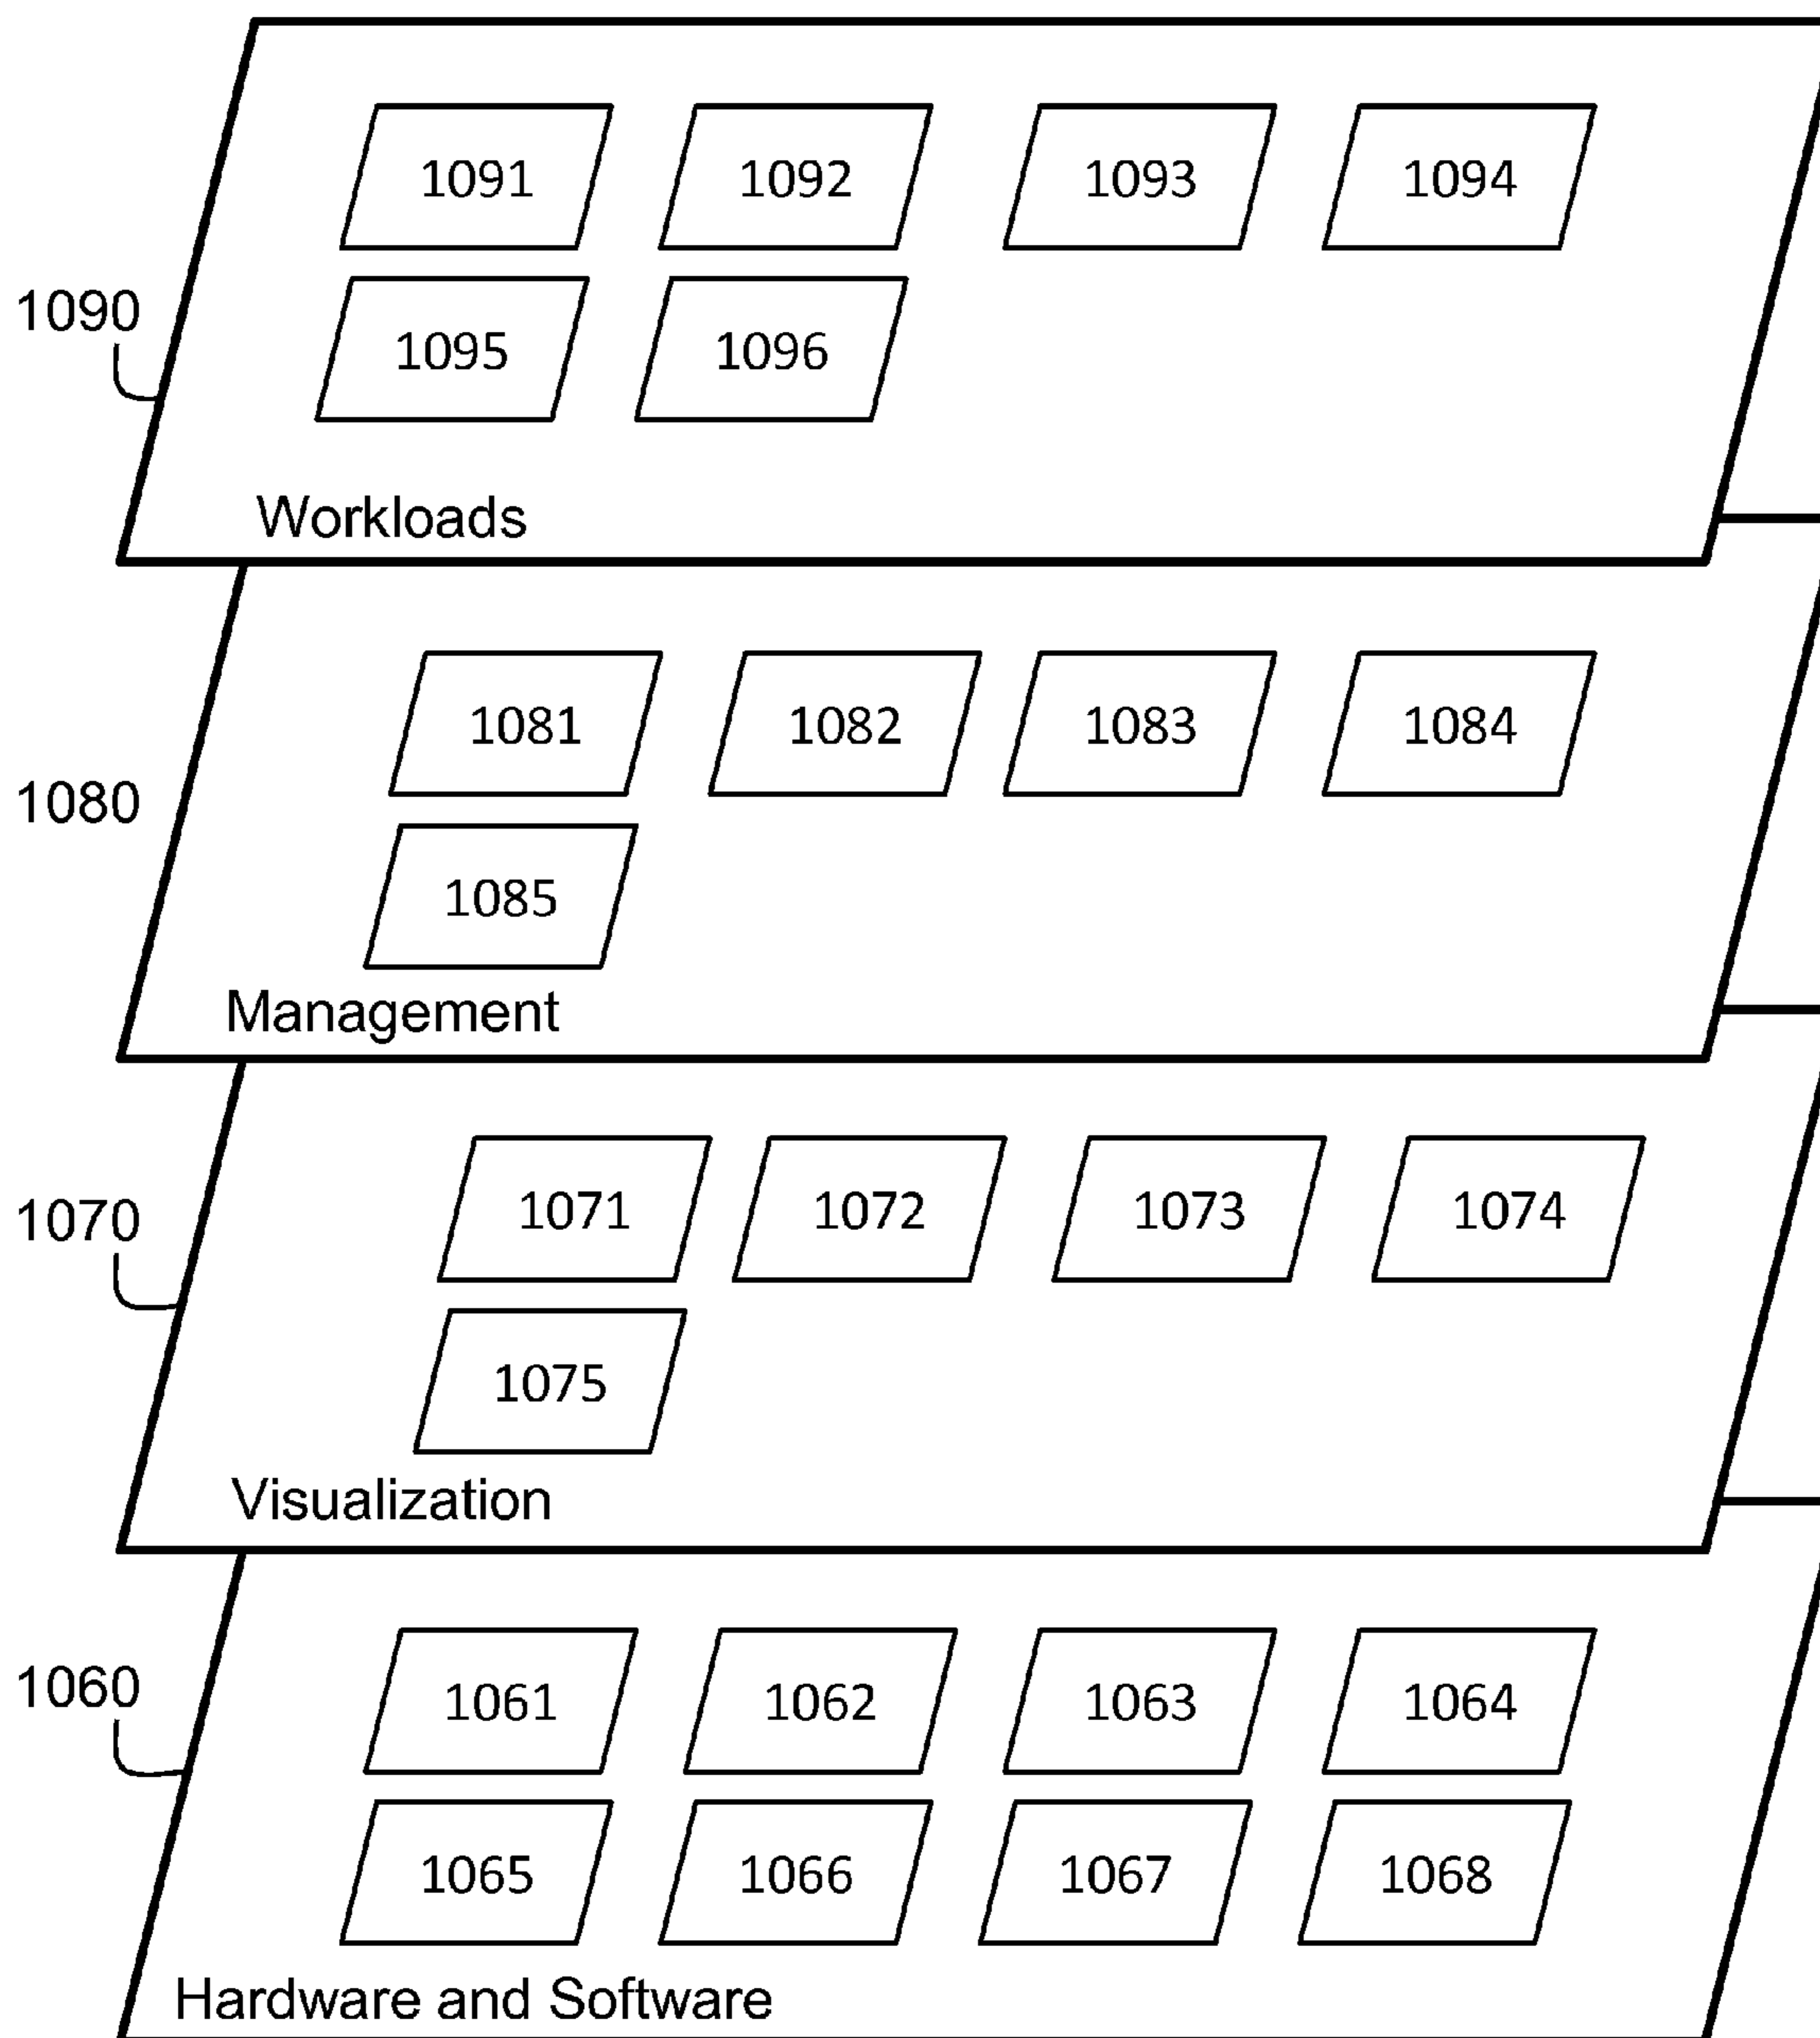 1091 1092 1093 1094
1090
1095 1096
Workloads
1081 1082 1083 1084
1080
1085
Management
1071 1072 1073 1074
1070
1075
Visualization
1060
1061 1062 1063 1064
1065 1066 1067 1068
Hardware and Software